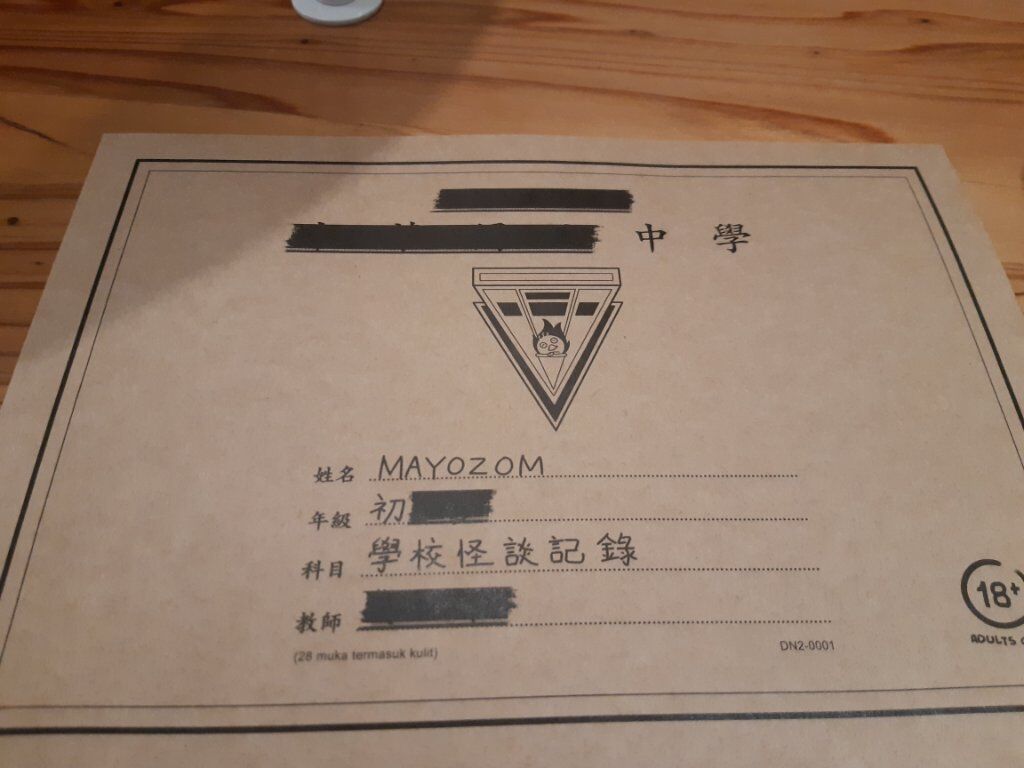 中學
姓名 MAYOZOM
年級 初
科目 學校怪談記錄
教師
(28 muka termasuk kulit)
DN2-0001
18+
ADULTS